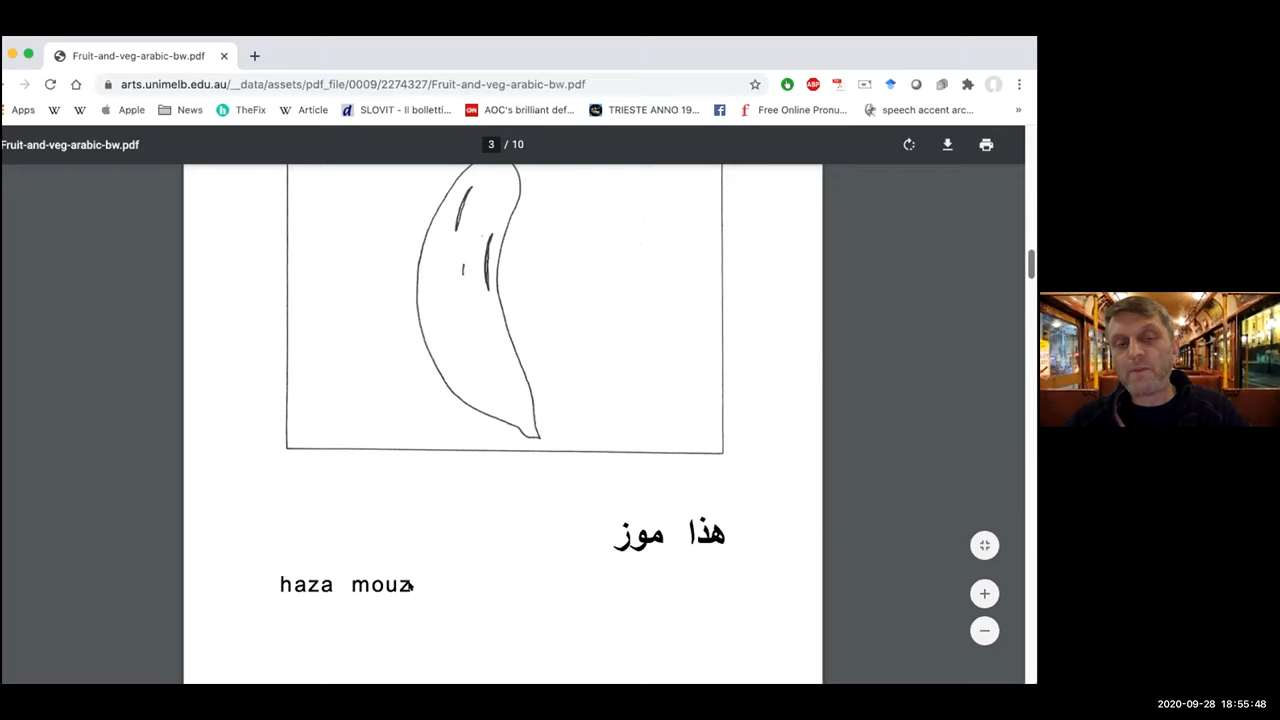 Fruit-and-veg-arabic-bw.pdf
arts.unimelb.edu.au/__data/assets/pdf_file/0009/2274327/Fruit-and-veg-arabic-bw.pdf
ABP
Apps Apple News TheFix Article SLOVIT - Il bolletti... AOC's brilliant def... TRIESTE ANNO 19... Free Online Pronu... speech accent arc... »
Fruit-and-veg-arabic-bw.pdf 3 / 10
هذا موز
haza mouz
2020-09-28 18:55:48